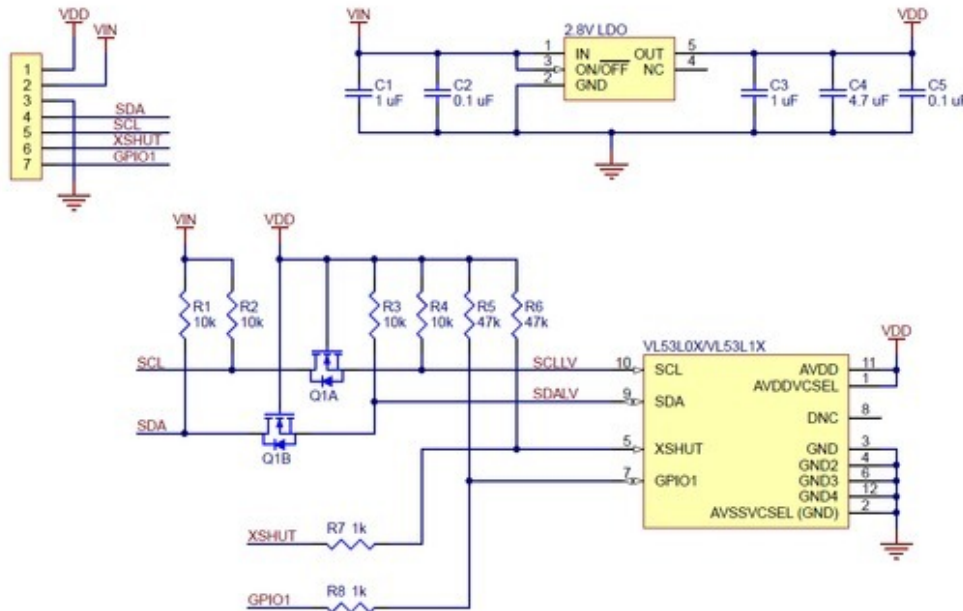 VDD
VIN
1
2
3
4 SDA
5 SCL
6 XSHUT
7 GPIO1
VIN
VDD
2.8V LDO
1 IN OUT 5
3 ON/OFF NC 4
2 GND
C1
1 uF
C2
0.1 uF
C3
1 uF
C4
4.7 uF
C5
0.1 uF
VIN
VDD
R1
10k
R2
10k
R3
10k
R4
10k
R5
47k
R6
47k
SCL
Q1A
SCLLV
SDALV
SDA
Q1B
VL53L0X/VL53L1X
VDD
10 SCL
9 SDA
5 XSHUT
7 GPIO1
AVDD 11
AVDDVCSEL 1
DNC 8
GND 3
GND2 4
GND3 6
GND4 12
AVSSVCSEL (GND) 2
XSHUT R7 1k
GPIO1 R8 1k